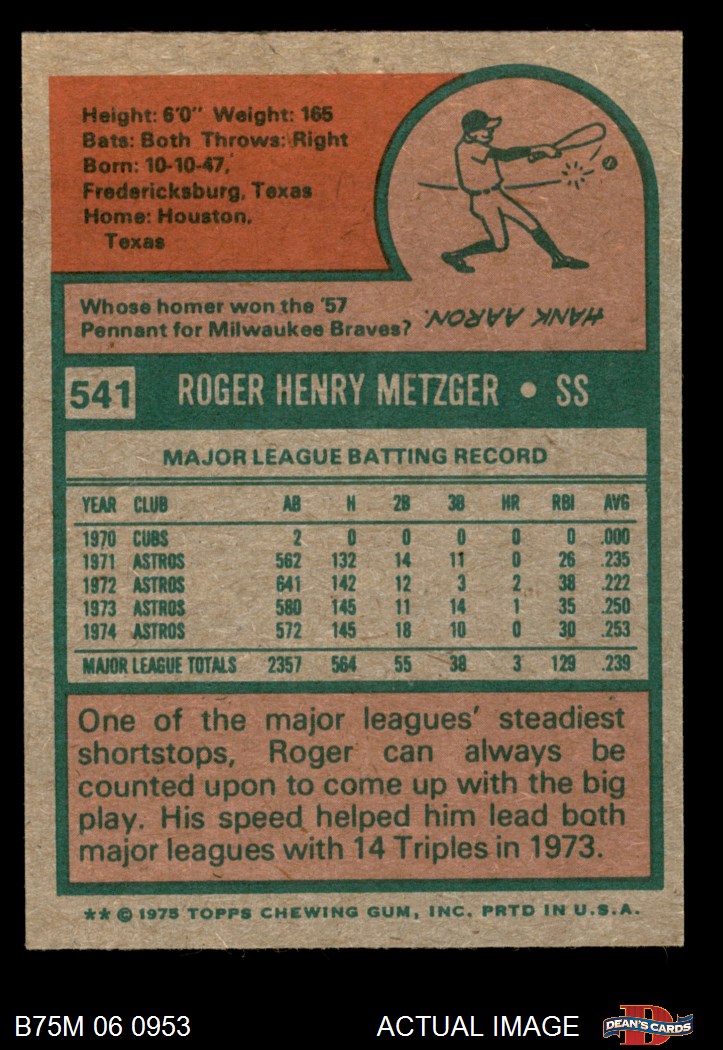 Height: 6'0" Weight: 165
Bats: Both Throws: Right
Born: 10-10-47,
Fredericksburg, Texas
Home: Houston,
Texas
Whose homer won the '57
Pennant for Milwaukee Braves?
HANK AARON.
541 ROGER HENRY METZGER • SS
MAJOR LEAGUE BATTING RECORD
YEAR CLUB AB H 2B 3B HR RBI AVG
1970 CUBS 2 0 0 0 0 0 .000
1971 ASTROS 562 132 14 11 0 26 .235
1972 ASTROS 641 142 12 3 2 38 .222
1973 ASTROS 580 145 11 14 1 35 .250
1974 ASTROS 572 145 18 10 0 30 .253
MAJOR LEAGUE TOTALS 2357 564 55 38 3 129 .239
One of the major leagues' steadiest
shortstops, Roger can always be
counted upon to come up with the big
play. His speed helped him lead both
major leagues with 14 Triples in 1973.
** © 1975 TOPPS CHEWING GUM, INC. PRTD IN U.S.A.
B75M 06 0953 ACTUAL IMAGE
D
DEAN'S CARDS